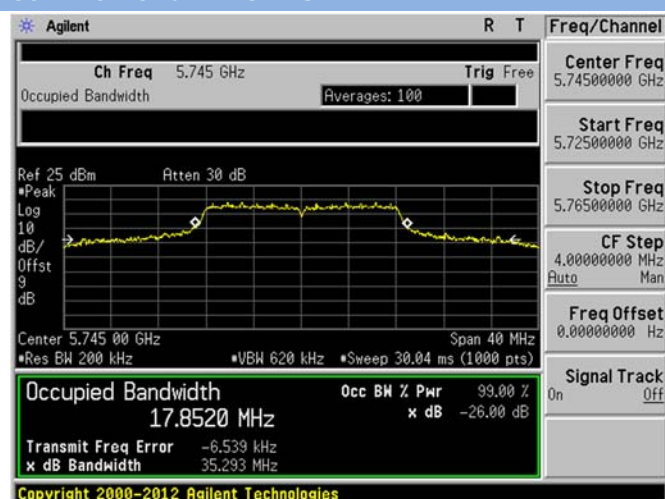 Agilent R T Freq/Channel
Ch Freq 5.745 GHz Trig Free
Occupied Bandwidth Averages: 100
Center Freq
5.74500000 GHz
Start Freq
5.72500000 GHz
Stop Freq
5.76500000 GHz
CF Step
4.00000000 MHz
Auto Man
Freq Offset
0.00000000 Hz
Signal Track
On Off
Ref 25 dBm Atten 30 dB
Peak
Log
10
dB/
Offst
9
dB
Center 5.745 00 GHz Span 40 MHz
Res BW 200 kHz VBW 620 kHz Sweep 30.04 ms (1000 pts)
Occupied Bandwidth Occ BW % Pwr 99.00 %
17.8520 MHz x dB -26.00 dB
Transmit Freq Error -6.539 kHz
x dB Bandwidth 35.293 MHz
Copyright 2000-2012 Agilent Technologies